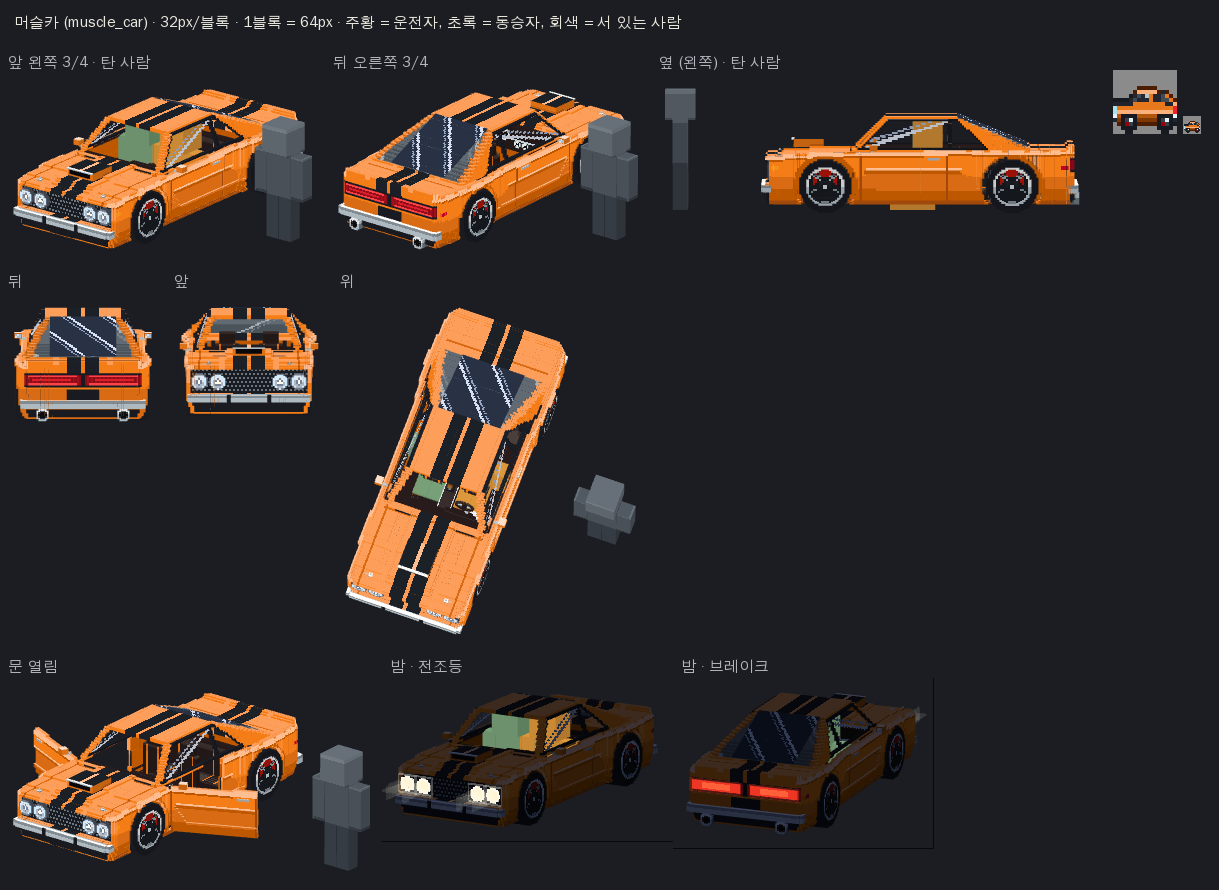 머슬카 (muscle_car) · 32px/블록 · 1블록 = 64px · 주황 = 운전자, 초록 = 동승자, 회색 = 서 있는 사람
앞 왼쪽 3/4 · 탄 사람
뒤 오른쪽 3/4
옆 (왼쪽) · 탄 사람
뒤
앞
위
문 열림
밤 · 전조등
밤 · 브레이크